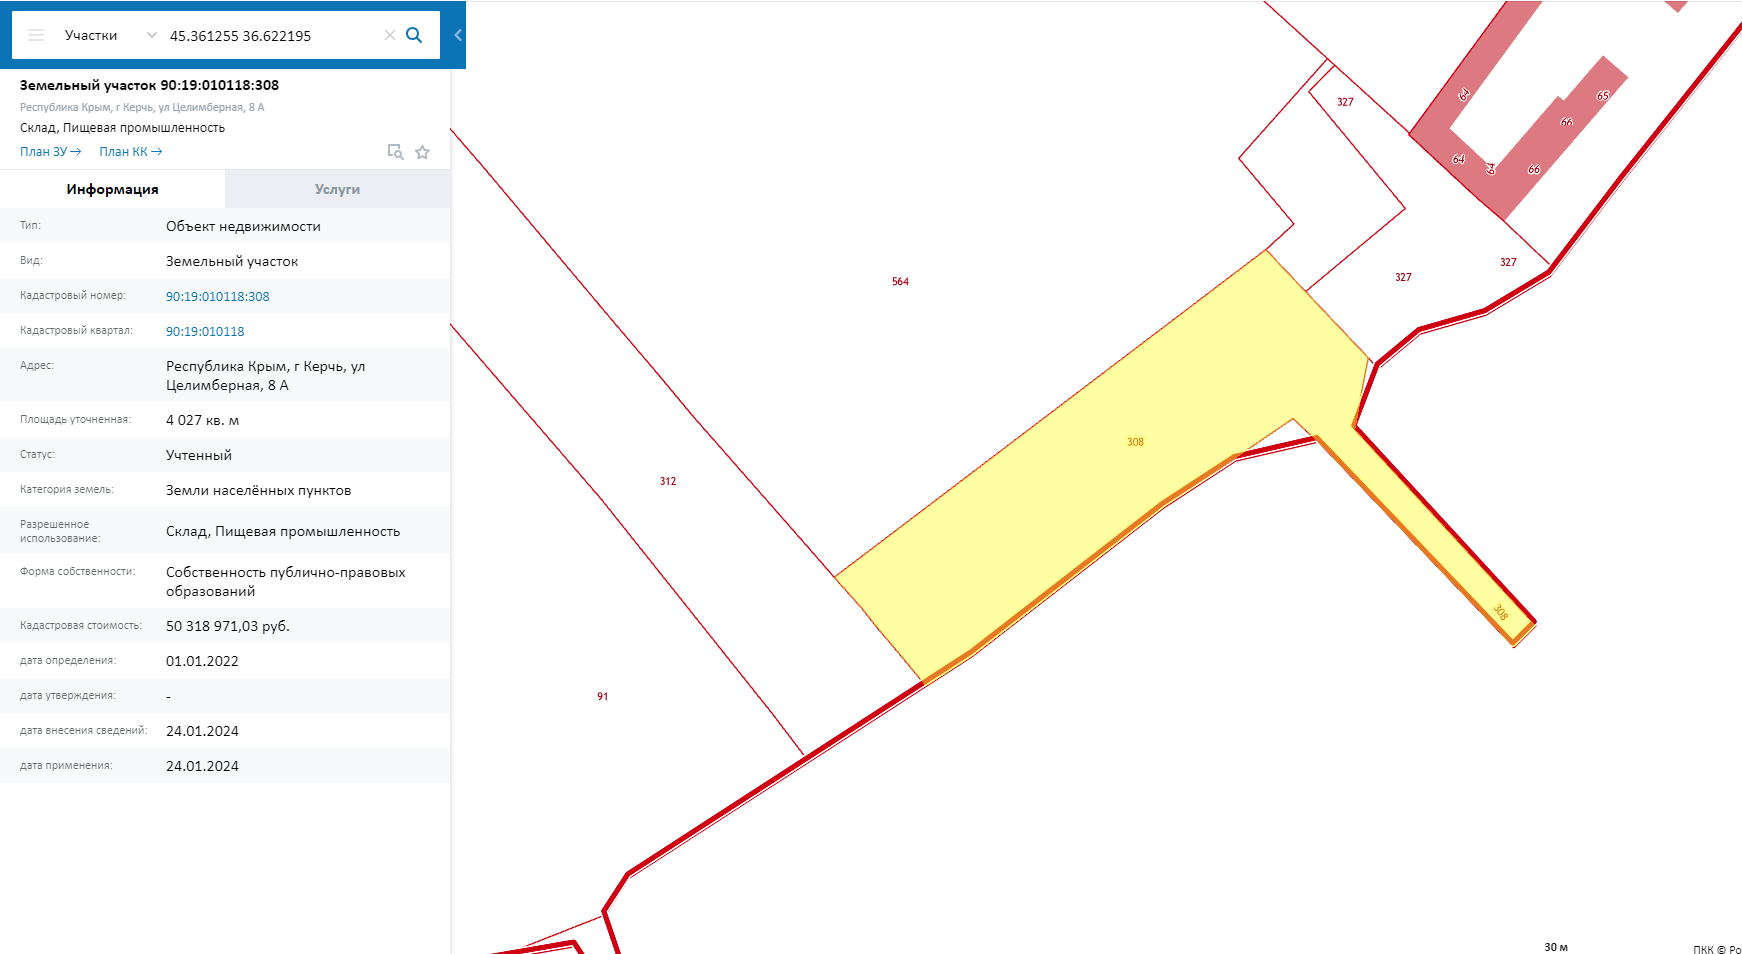 Участки
45.361255 36.622195
Земельный участок 90:19:010118:308
Республика Крым, г Керчь, ул Целимберная, 8 А
Склад, Пищевая промышленность
План ЗУ→ План КК→
Информация Услуги
Тип: Объект недвижимости
Вид: Земельный участок
Кадастровый номер: 90:19:010118:308
Кадастровый квартал: 90:19:010118
Адрес: Республика Крым, г Керчь, ул
Целимберная, 8 А
Площадь уточненная: 4 027 кв. м
Статус: Учтенный
Категория земель: Земли населённых пунктов
Разрешенное
использование:
Склад, Пищевая промышленность
Форма собственности: Собственность публично-правовых
образований
Кадастровая стоимость: 50 318 971,03 руб.
дата определения: 01.01.2022
дата утверждения: -
дата внесения сведений: 24.01.2024
дата применения: 24.01.2024
64
65
327
66
64
64
66
327
327
564
308
312
308
91
30 м
ПКК © Ро